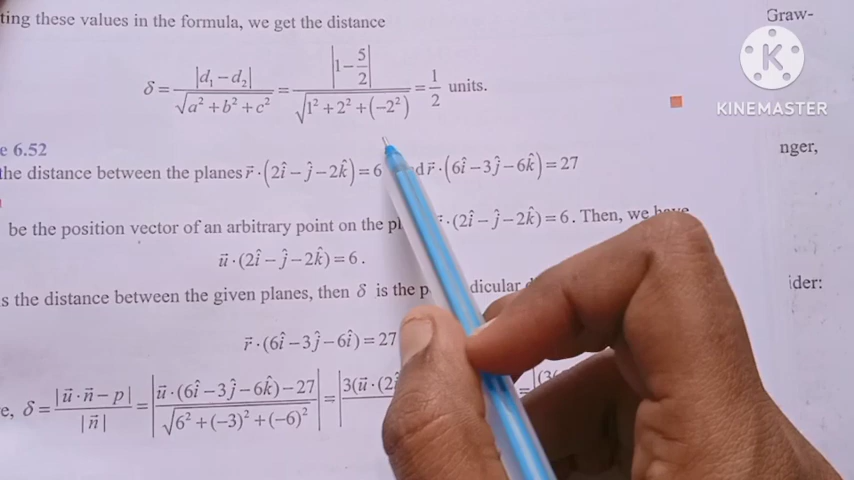 ting these values in the formula, we get the distance
Graw-
δ = |d₁ − d₂| / √(a² + b² + c²) = |1 − 5/2| / √(1² + 2² + (−2²)) = 1/2 units.
KINEMASTER
e 6.52
nger,
the distance between the planes r⃗ · (2î − ĵ − 2k̂) = 6 d r⃗ · (6î − 3ĵ − 6k̂) = 27
be the position vector of an arbitrary point on the pl · (2î − ĵ − 2k̂) = 6 . Then, we have
u⃗ · (2î − ĵ − 2k̂) = 6 .
s the distance between the given planes, then δ is the p dicular
ider:
r⃗ · (6î − 3ĵ − 6î) = 27
e, δ = |u⃗ · n⃗ − p| / |n⃗| = |u⃗ · (6î − 3ĵ − 6k̂) − 27 / √(6² + (−3)² + (−6)²)| = |3(u⃗ · (2î =